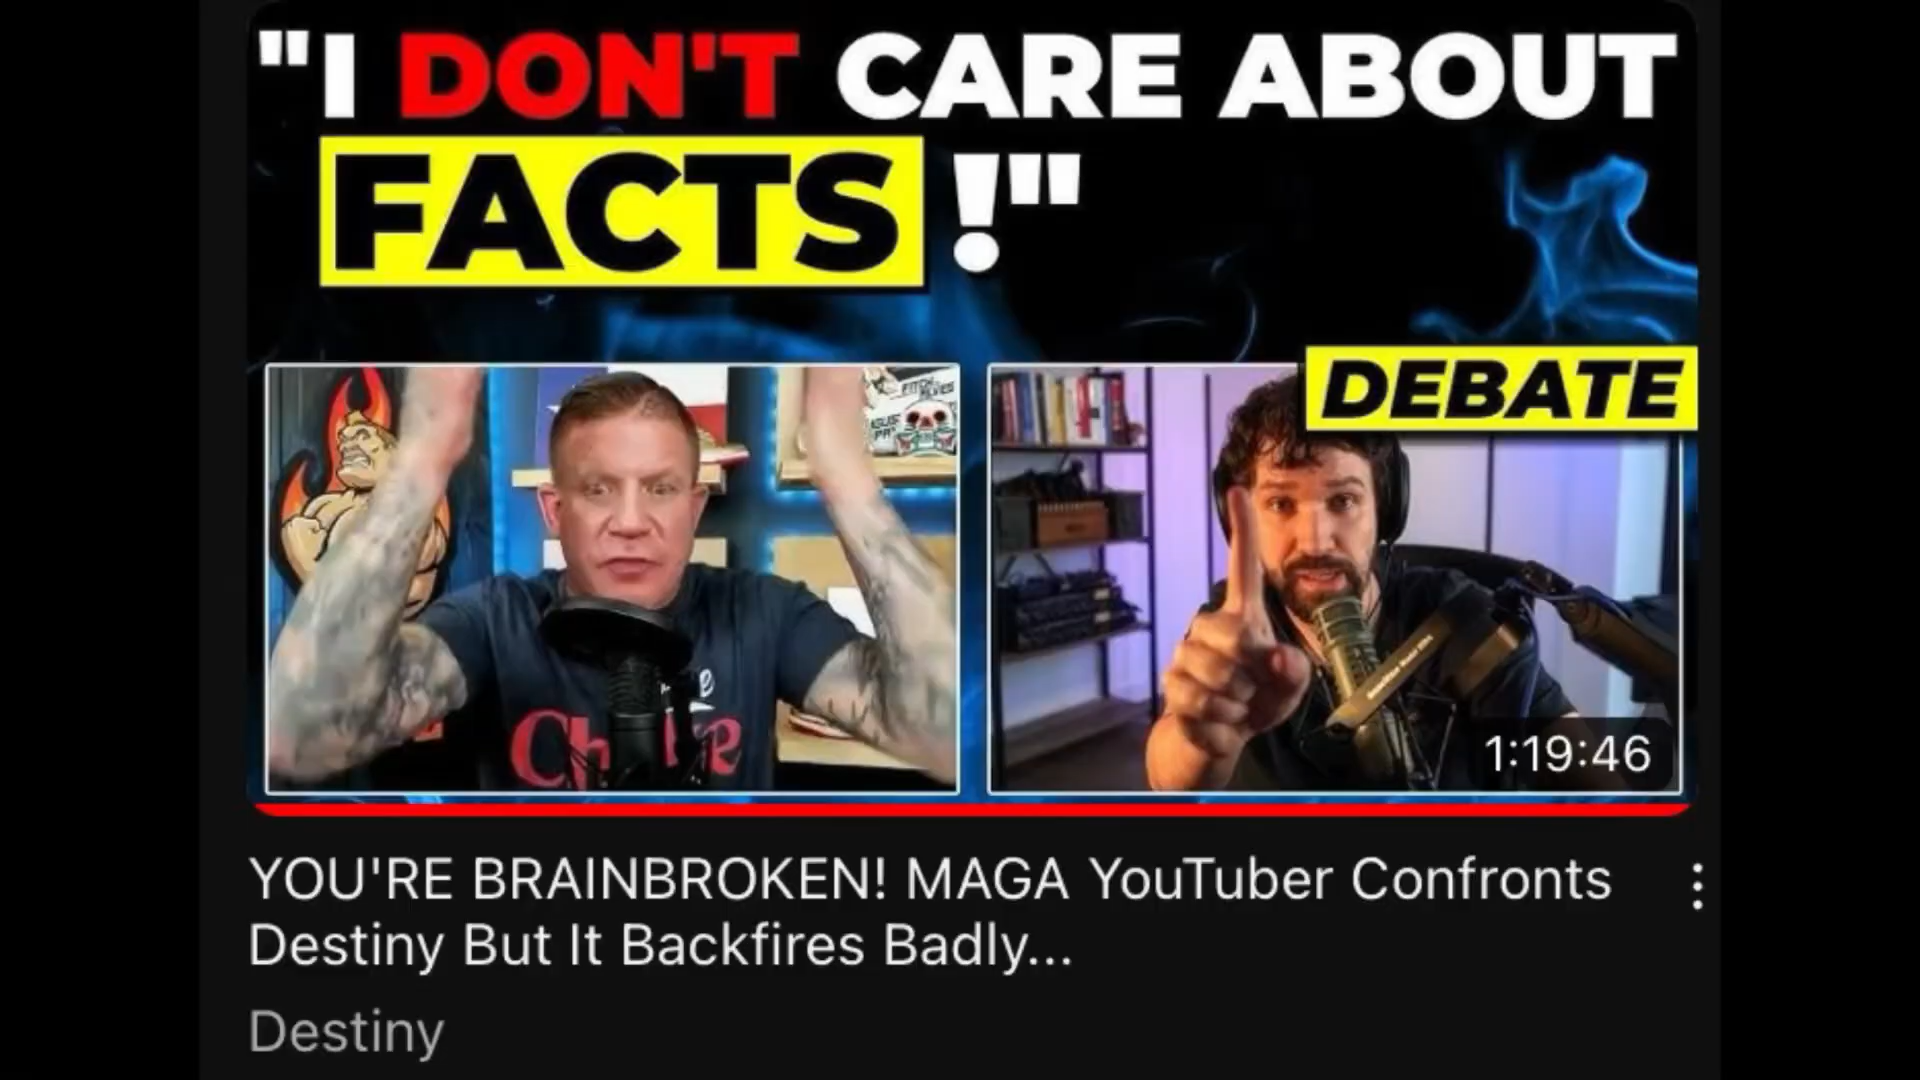 "I DON'T CARE ABOUT
FACTS !"
DEBATE
1:19:46
YOU'RE BRAINBROKEN! MAGA YouTuber Confronts
Destiny But It Backfires Badly...
Destiny